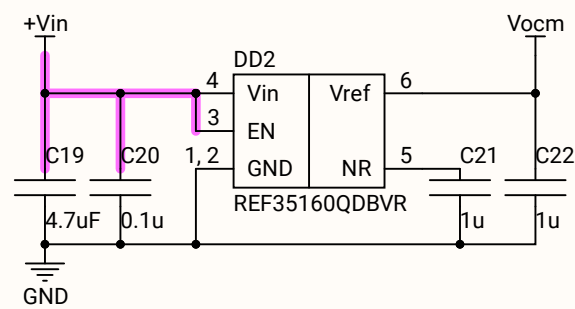 +Vin
Vocm
DD2
4
Vin
Vref
6
3
EN
1, 2
GND
NR
5
C19
C20
C21
C22
REF35160QDBVR
4.7uF
0.1u
1u
1u
GND